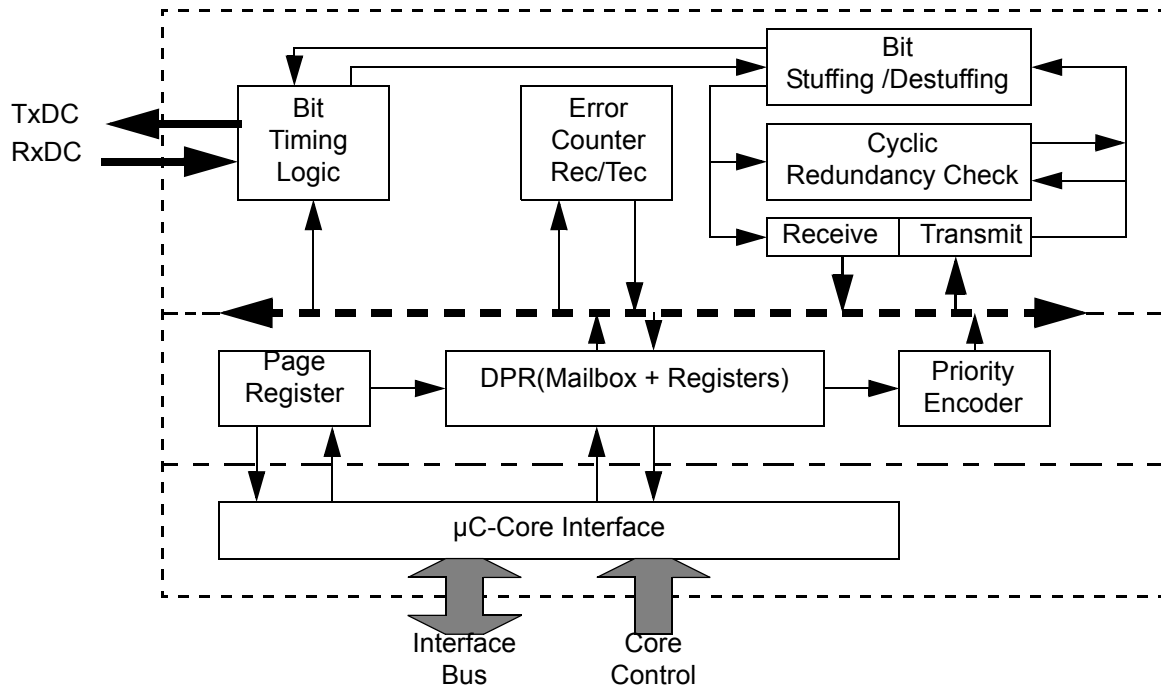 TxDC
RxDC
Bit
Timing
Logic
Error
Counter
Rec/Tec
Bit
Stuffing /Destuffing
Cyclic
Redundancy Check
Receive
Transmit
Page
Register
DPR(Mailbox + Registers)
Priority
Encoder
µC-Core Interface
Interface
Bus
Core
Control